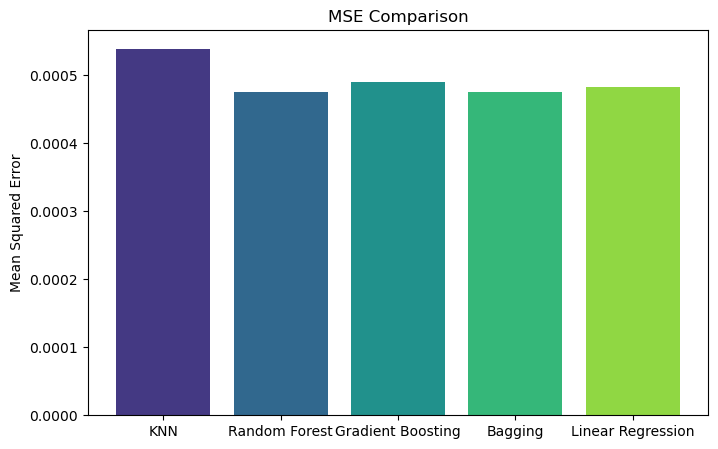 MSE Comparison
Mean Squared Error
0.0005
0.0004
0.0003
0.0002
0.0001
0.0000
KNN Random Forest Gradient Boosting Bagging Linear Regression